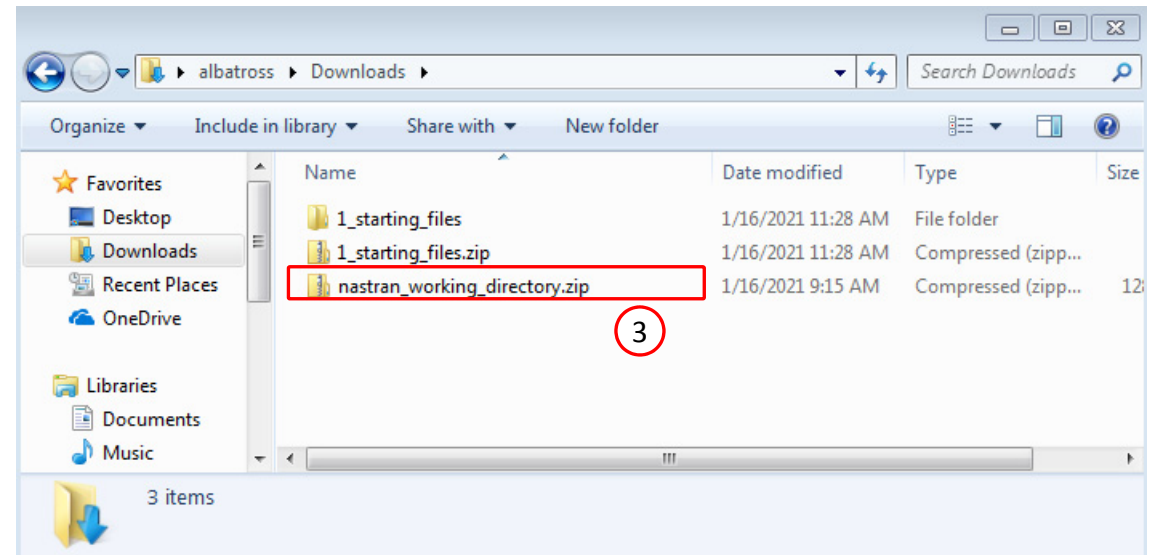 albatross Downloads Search Downloads
Organize Include in library Share with New folder
Name Date modified Type Size
Favorites
Desktop
Downloads
Recent Places
OneDrive
Libraries
Documents
Music
1_starting_files 1/16/2021 11:28 AM File folder
1_starting_files.zip 1/16/2021 11:28 AM Compressed (zipp...
nastran_working_directory.zip 1/16/2021 9:15 AM Compressed (zipp... 12
3
3 items